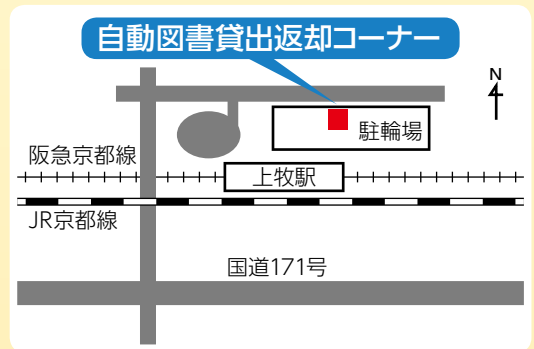 自動図書貸出返却コーナー
N
駐輪場
阪急京都線
上牧駅
JR京都線
国道171号